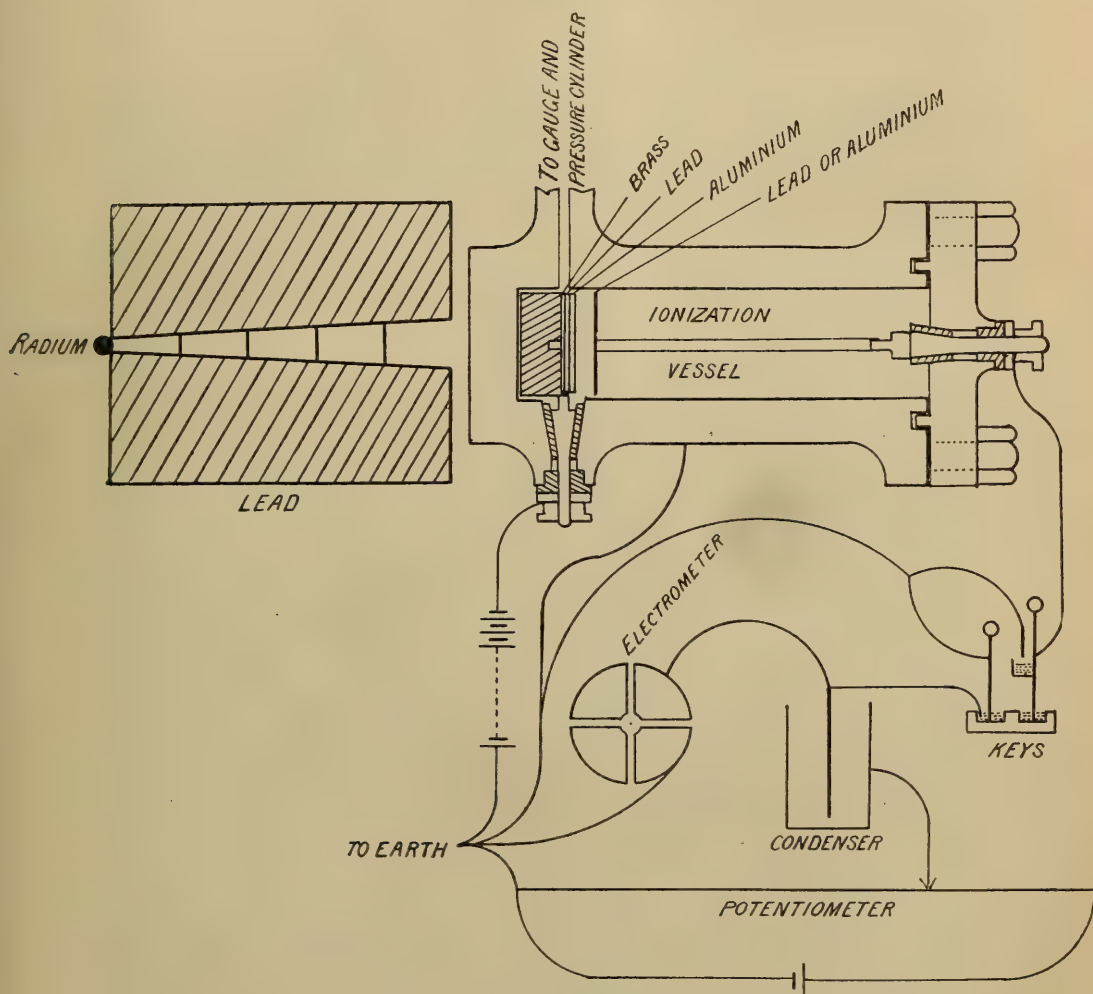 TO GAUGE AND
PRESSURE CYLINDER
BRASS
LEAD
ALUMINIUM
LEAD OR ALUMINIUM
RADIUM
IONIZATION
VESSEL
LEAD
ELECTROMETER
KEYS
TO EARTH
CONDENSER
POTENTIOMETER